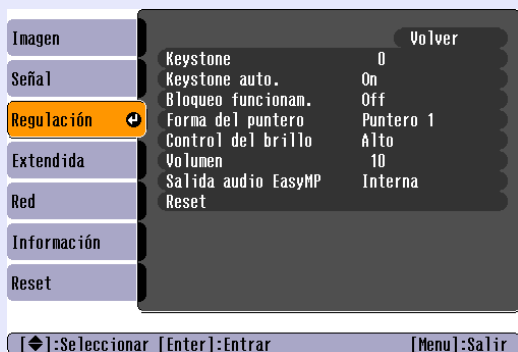 Imagen
Señal
Regulación
Extendida
Red
Información
Reset
Volver
Keystone 0
Keystone auto. On
Bloqueo funcionam. Off
Forma del puntero Puntero 1
Control del brillo Alto
Volumen 10
Salida audio EasyMP Interna
Reset
[◆]:Seleccionar [Enter]:Entrar [Menu]:Salir